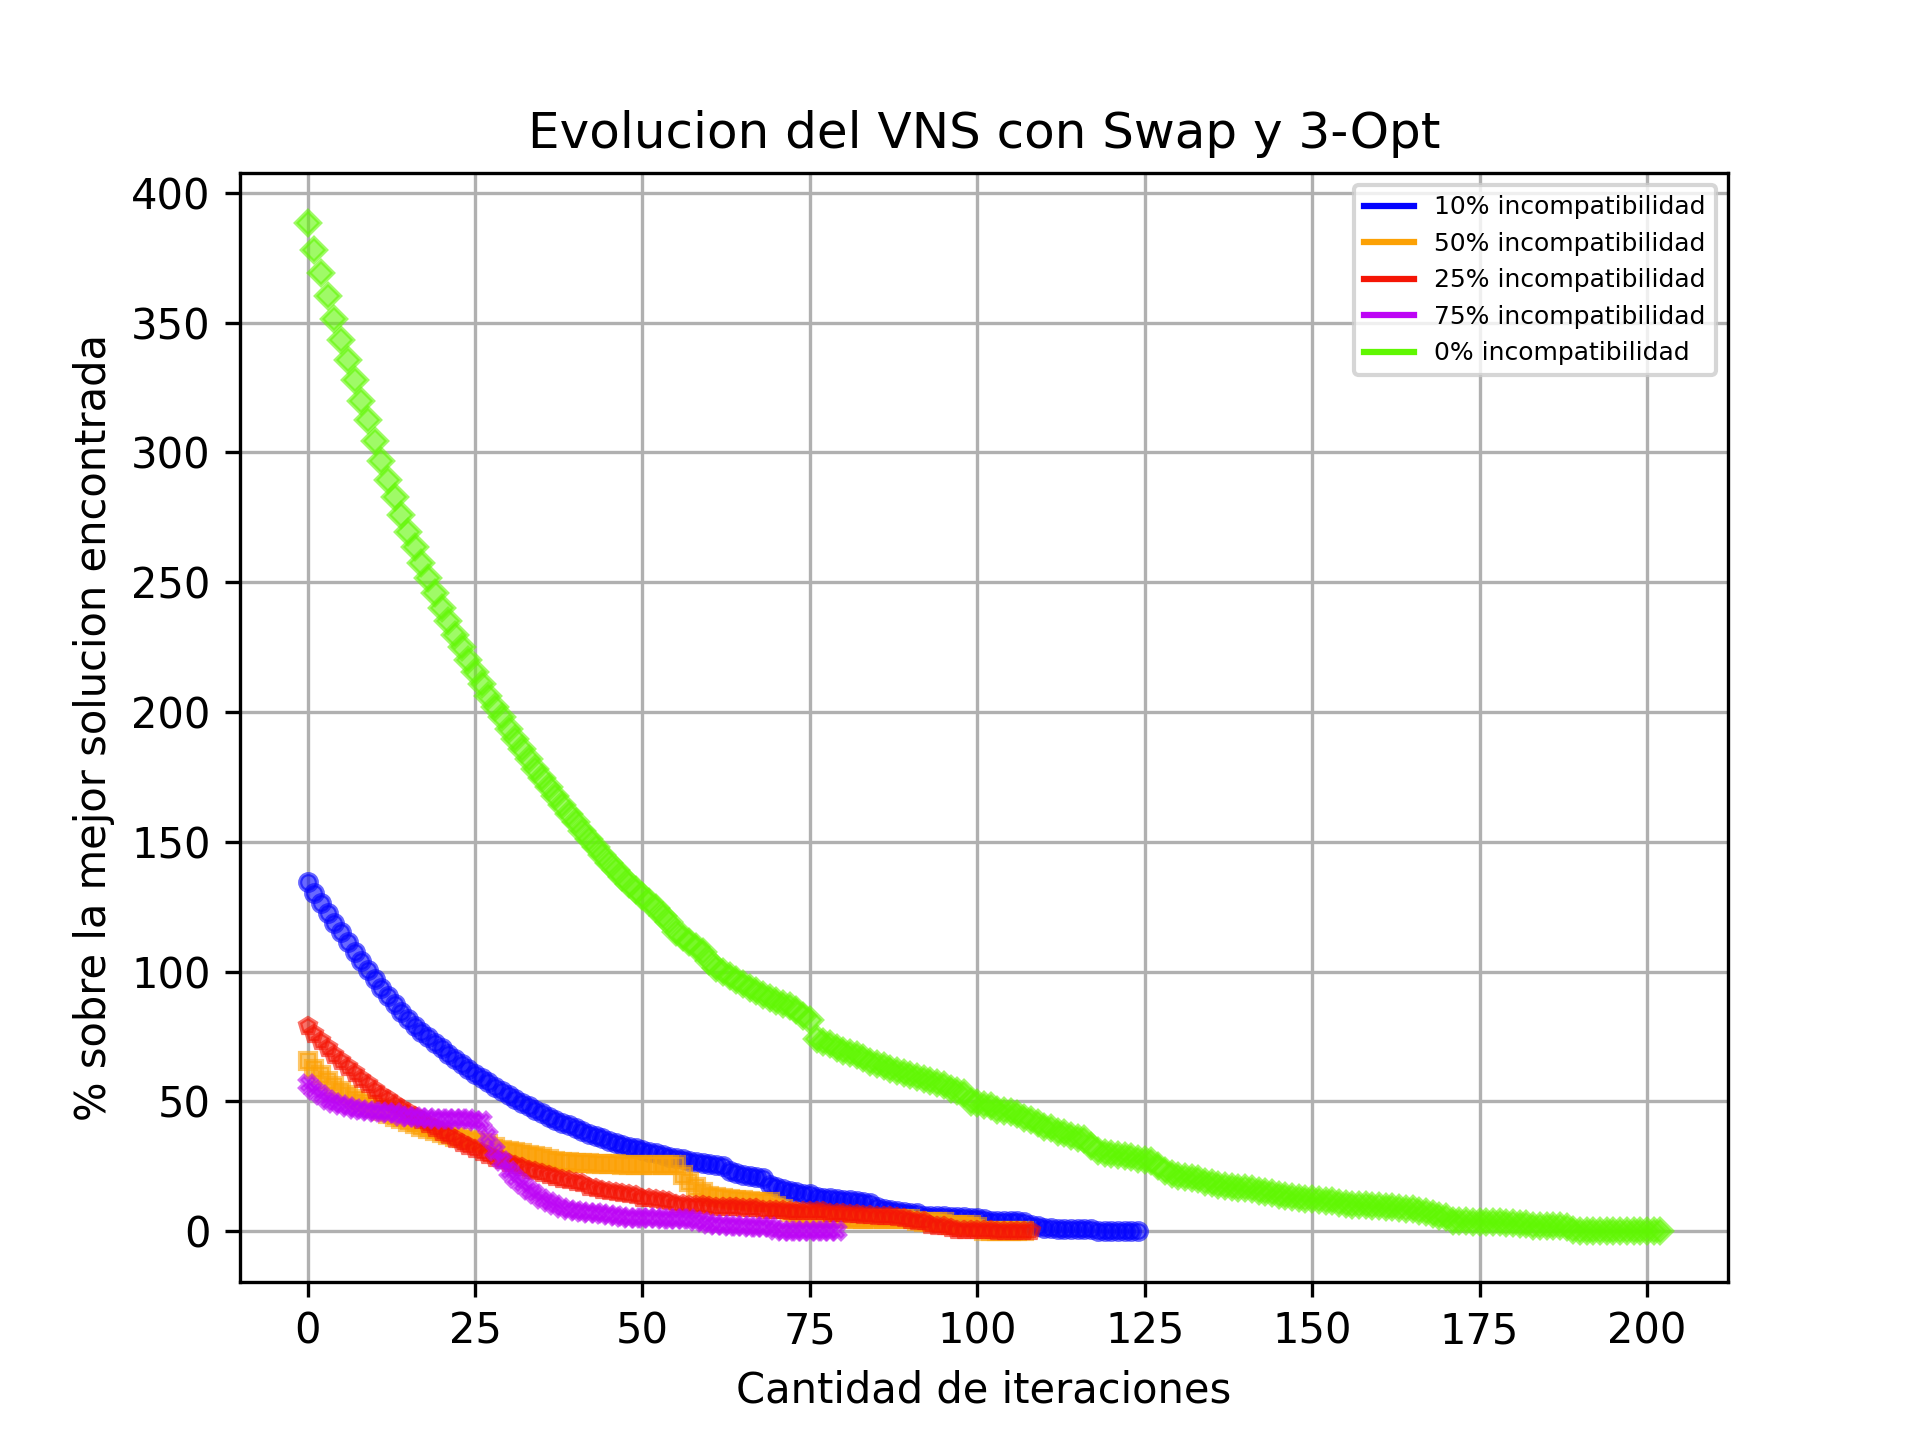 Evolucion del VNS con Swap y 3-Opt
% sobre la mejor solucion encontrada
400
350
300
250
200
150
100
50
0
10% incompatibilidad
50% incompatibilidad
25% incompatibilidad
75% incompatibilidad
0% incompatibilidad
0 25 50 75 100 125 150 175 200
Cantidad de iteraciones